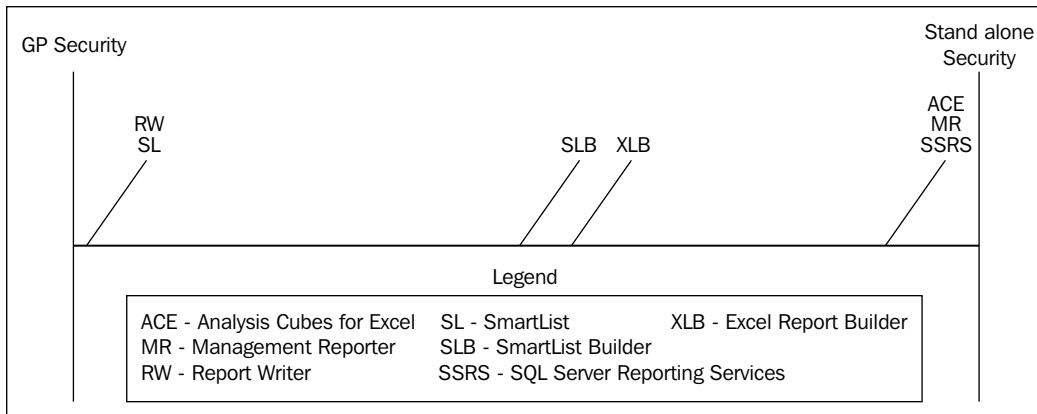 GP Security
Stand alone
Security
RW
SL
SLB
XLB
ACE
MR
SSRS
Legend
ACE - Analysis Cubes for Excel
SL - SmartList
XLB - Excel Report Builder
MR - Management Reporter
SLB - SmartList Builder
RW - Report Writer
SSRS - SQL Server Reporting Services